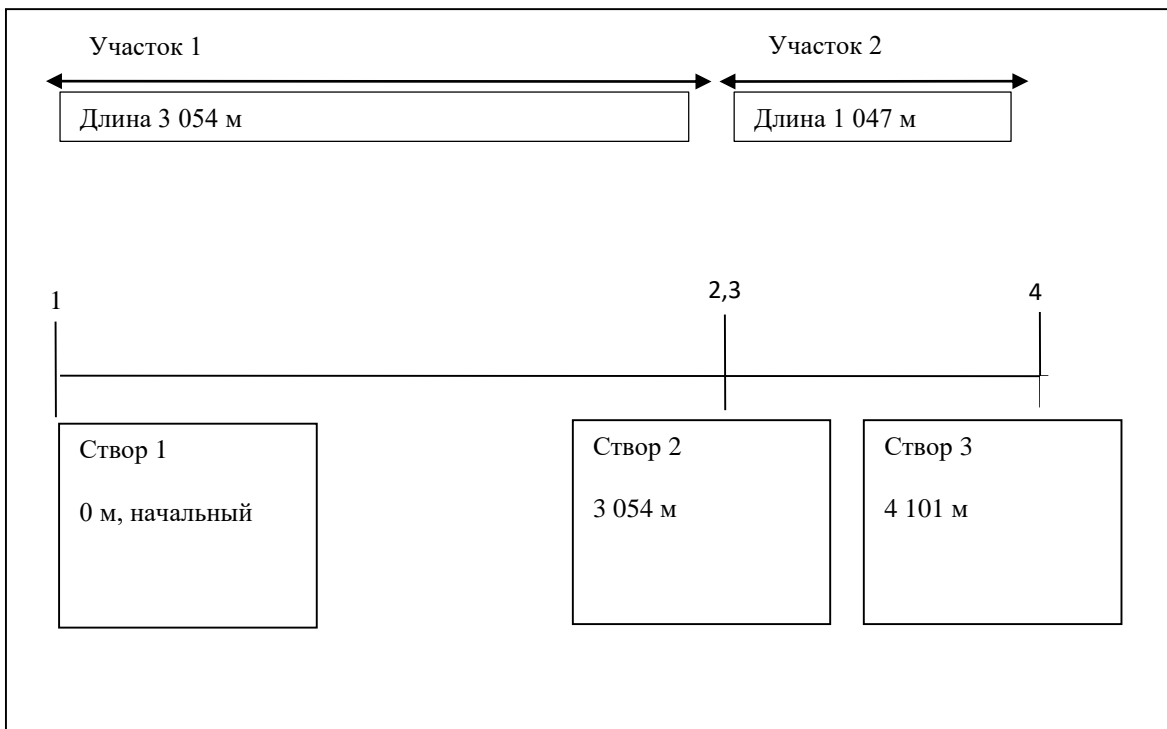 Участок 1
Участок 2
Длина 3 054 м
Длина 1 047 м
1
2,3
4
Створ 1
0 м, начальный
Створ 2
3 054 м
Створ 3
4 101 м